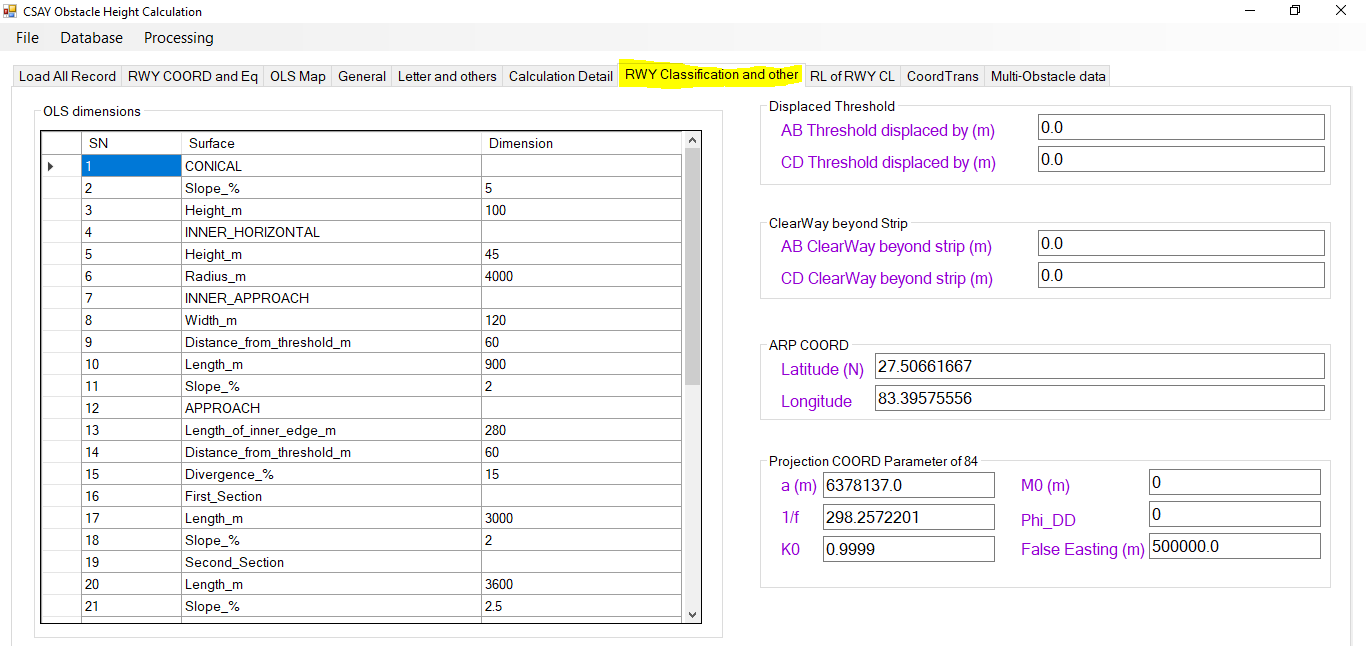 CSAY Obstacle Height Calculation
File Database Processing
Load All Record RWY COORD and Eq OLS Map General Letter and others Calculation Detail RWY Classification and other RL of RWY CL CoordTrans Multi-Obstacle data
OLS dimensions
SN Surface Dimension
1 CONICAL
2 Slope_% 5
3 Height_m 100
4 INNER_HORIZONTAL
5 Height_m 45
6 Radius_m 4000
7 INNER_APPROACH
8 Width_m 120
9 Distance_from_threshold_m 60
10 Length_m 900
11 Slope_% 2
12 APPROACH
13 Length_of_inner_edge_m 280
14 Distance_from_threshold_m 60
15 Divergence_% 15
16 First_Section
17 Length_m 3000
18 Slope_% 2
19 Second_Section
20 Length_m 3600
21 Slope_% 2.5
Displaced Threshold
AB Threshold displaced by (m) 0.0
CD Threshold displaced by (m) 0.0
ClearWay beyond Strip
AB ClearWay beyond strip (m) 0.0
CD ClearWay beyond strip (m) 0.0
ARP COORD
Latitude (N) 27.50661667
Longitude 83.39575556
Projection COORD Parameter of 84
a (m) 6378137.0 M0 (m) 0
1/f 298.2572201 Phi_DD 0
K0 0.9999 False Easting (m) 500000.0